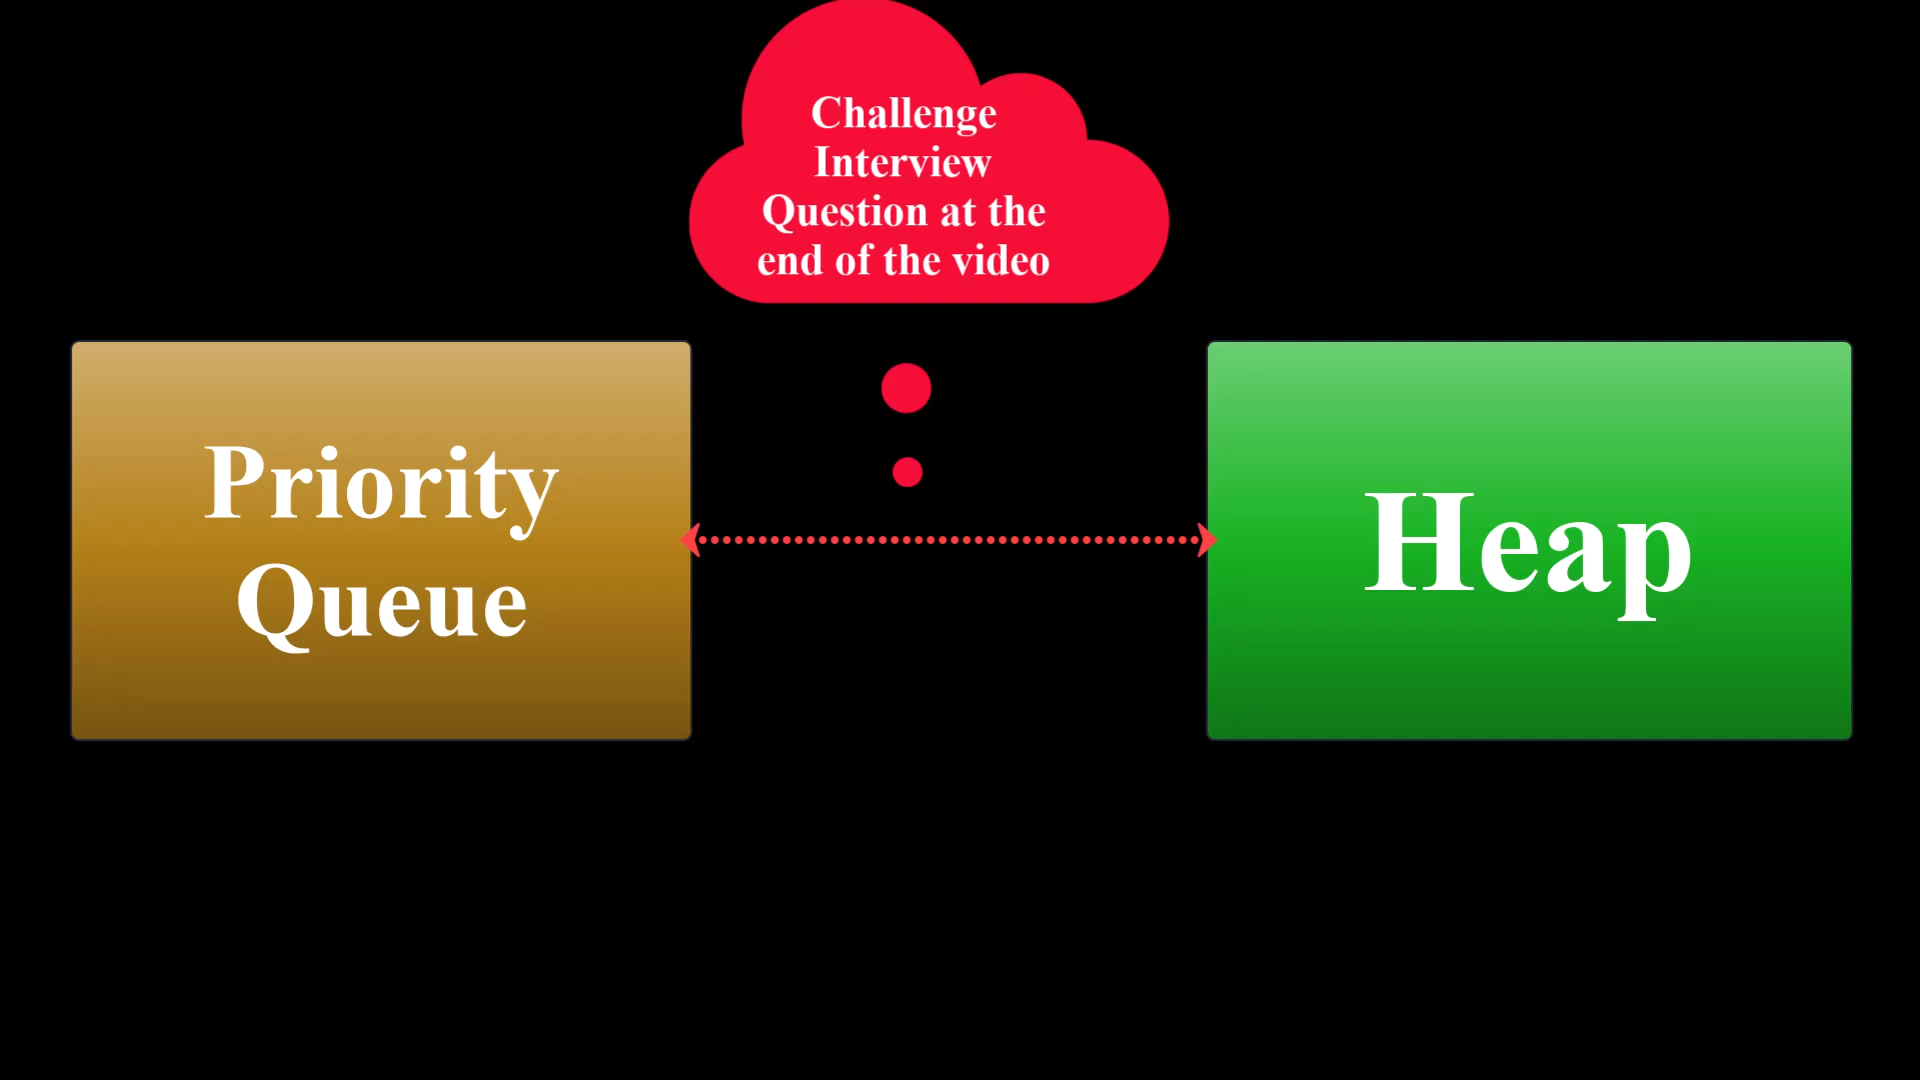 Challenge
Interview
Question at the
end of the video
Priority
Queue
Heap